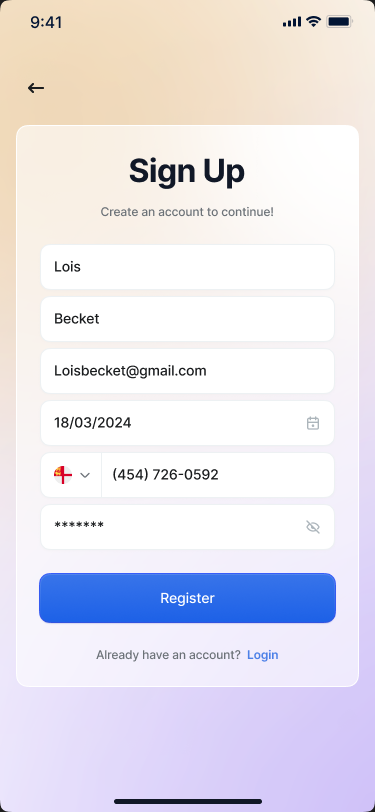 9:41
Sign Up
Create an account to continue!
Lois
Becket
Loisbecket@gmail.com
18/03/2024
(454) 726-0592
*******
Register
Already have an account? Login